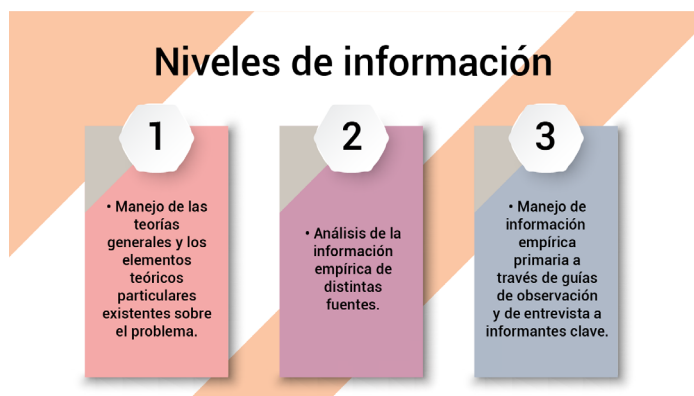 Niveles de información
1
• Manejo de las
teorías
generales y los
elementos
teóricos
particulares
existentes sobre
el problema.
2
• Análisis de la
información
empírica de
distintas
fuentes.
3
• Manejo de
información
empírica
primaria a
través de guías
de observación
y de entrevista a
informantes clave.